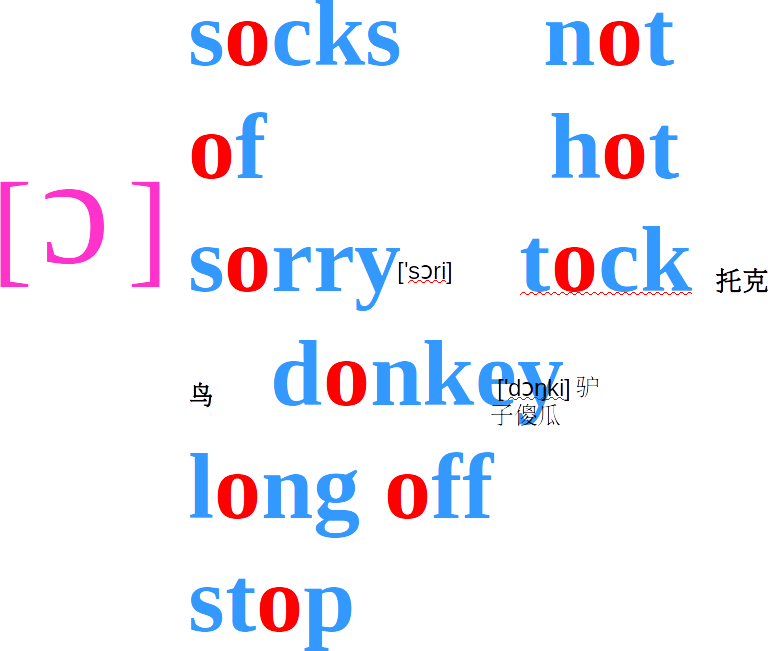 socks not
of hot
[ɔ]
sorry ['sɔri] tock 托克
鸟 donkey ['dɔŋki] 驴
子傻瓜
long off
stop